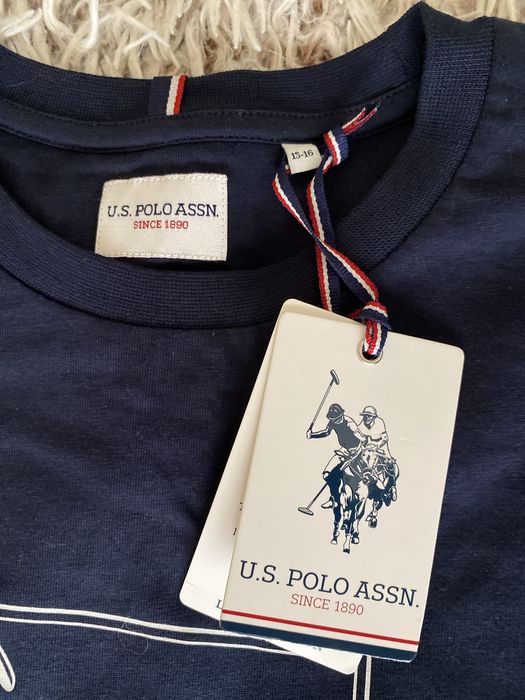 15-16
U.S. POLO ASSN.
SINCE 1890
U.S. POLO ASSN.
SINCE 1890